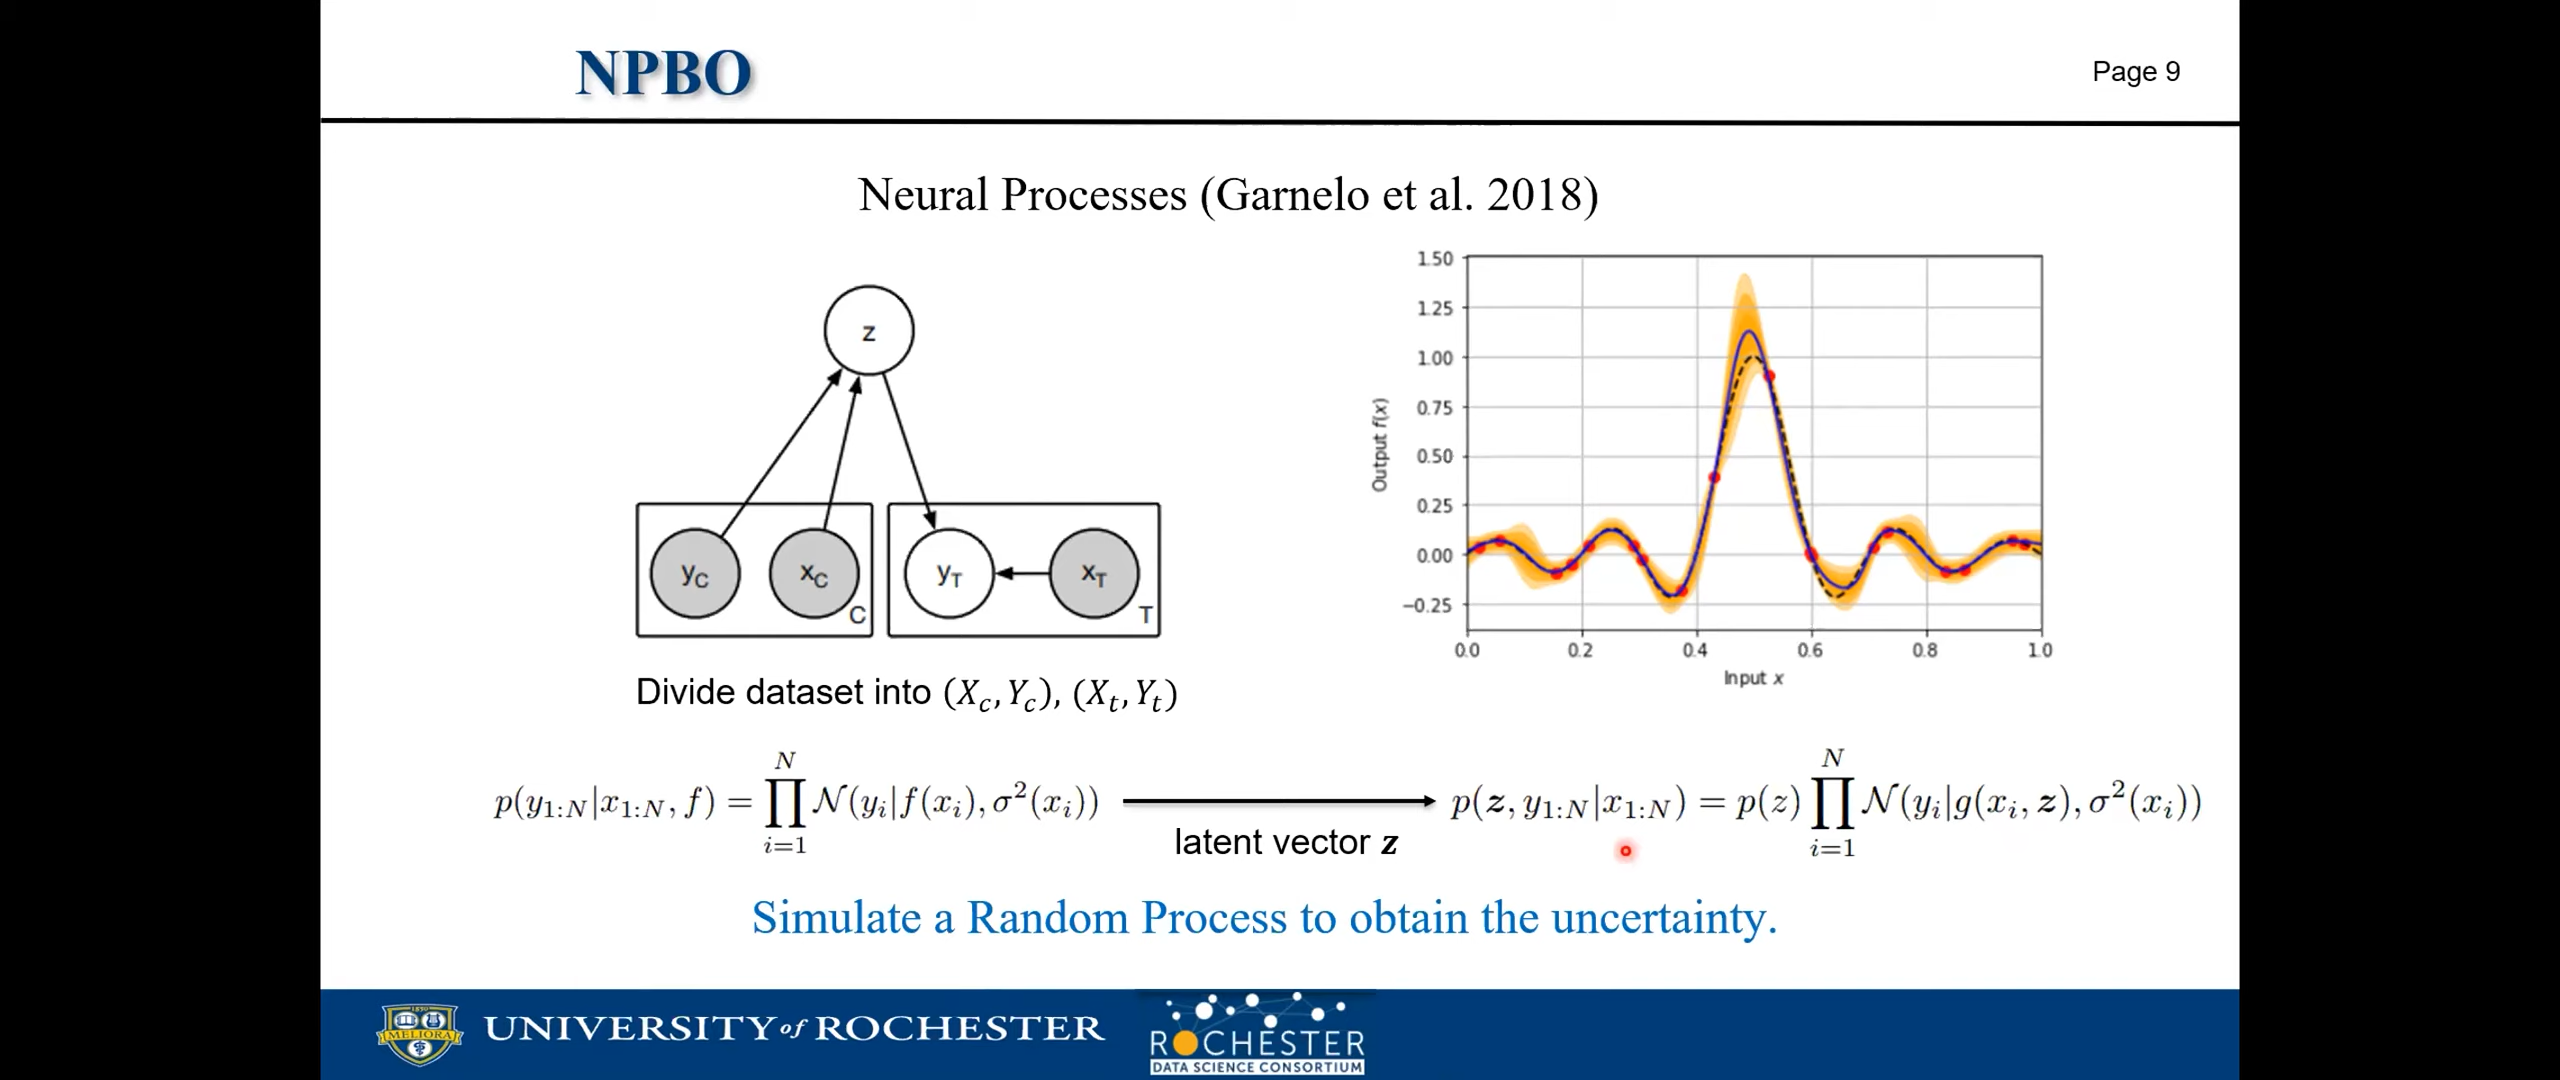 NPBO
Page 9
Neural Processes (Garnelo et al. 2018)
z
y_C
x_C
C
y_T
x_T
T
Divide dataset into (X_c, Y_c), (X_t, Y_t)
1.50
1.25
1.00
0.75
0.50
0.25
0.00
−0.25
Output f(x)
0.0 0.2 0.4 0.6 0.8 1.0
Input x
p(y_{1:N}|x_{1:N}, f) = ∏_{i=1}^{N} 𝒩(y_i|f(x_i), σ²(x_i))
latent vector z
p(z, y_{1:N}|x_{1:N}) = p(z) ∏_{i=1}^{N} 𝒩(y_i|g(x_i, z), σ²(x_i))
Simulate a Random Process to obtain the uncertainty.
1850
MELIORA
UNIVERSITY of ROCHESTER
ROCHESTER
DATA SCIENCE CONSORTIUM